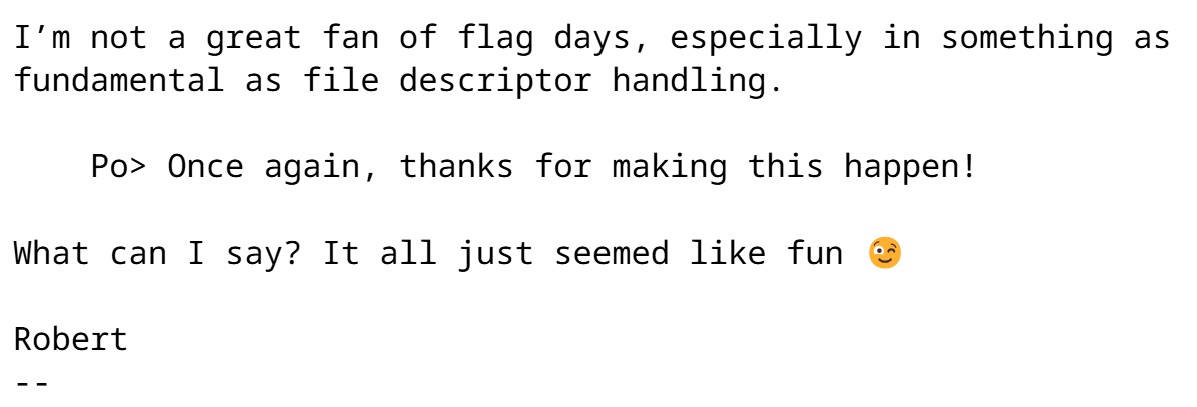 I’m not a great fan of flag days, especially in something as
fundamental as file descriptor handling.
Po> Once again, thanks for making this happen!
What can I say? It all just seemed like fun 😉
Robert
--